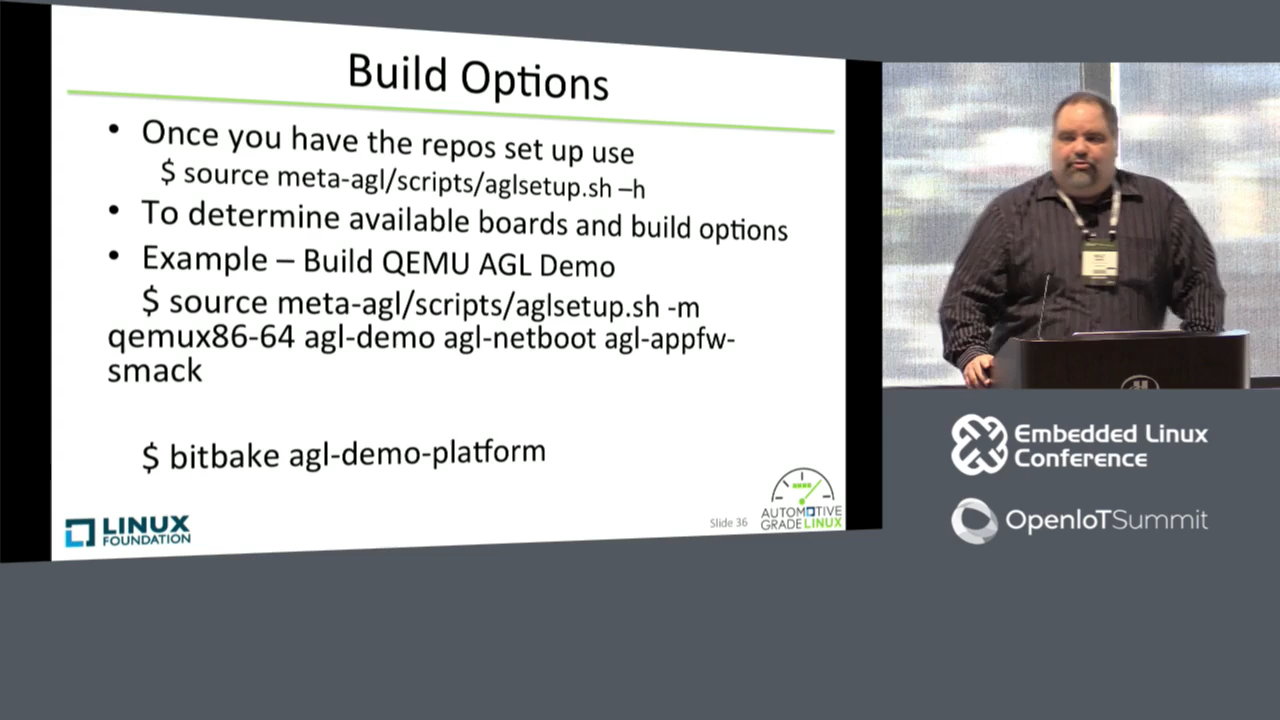 Build Options
• Once you have the repos set up use
$ source meta-agl/scripts/aglsetup.sh –h
• To determine available boards and build options
• Example – Build QEMU AGL Demo
$ source meta-agl/scripts/aglsetup.sh -m
qemux86-64 agl-demo agl-netboot agl-appfw-
smack
$ bitbake agl-demo-platform
LINUX
FOUNDATION
Slide 36
AUTOMOTIVE
GRADELINUX
Embedded Linux
Conference
OpenIoTSummit